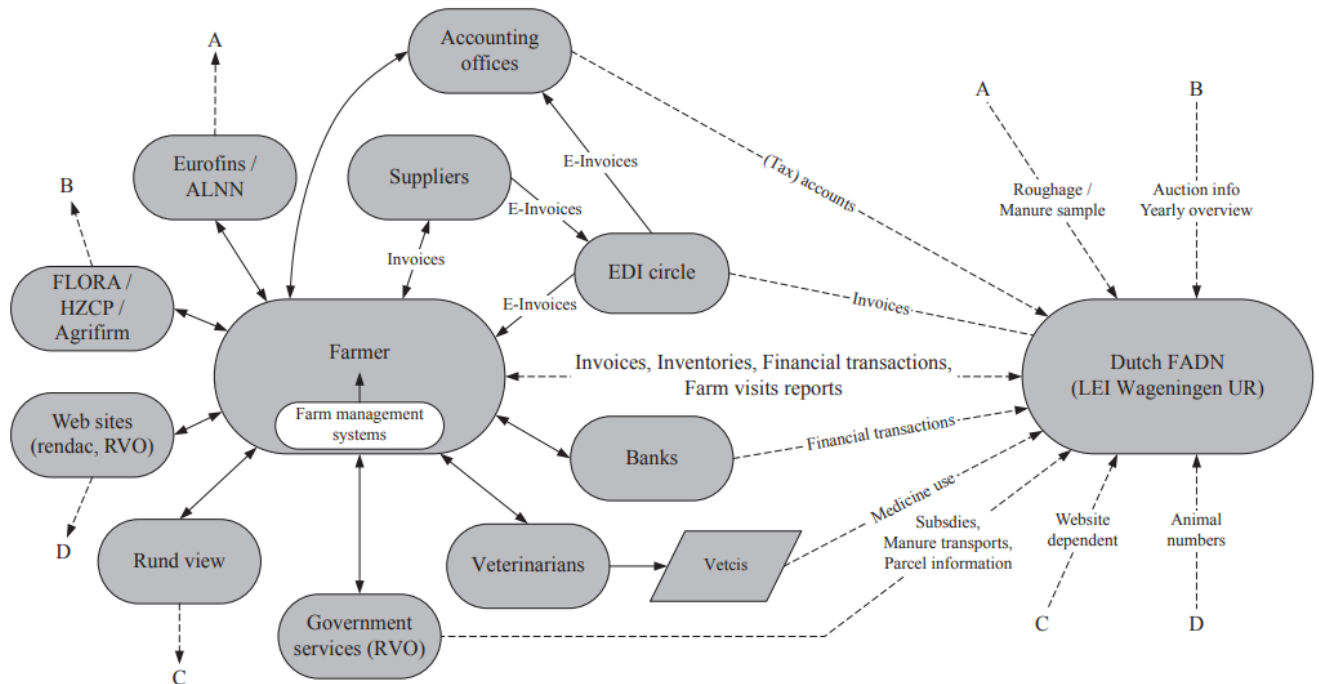 A
Accounting
offices
A
B
Eurofins /
ALNN
Suppliers
E-Invoices
(Tax) accounts
B
Roughage /
Manure sample
Auction info
Yearly overview
E-Invoices
Invoices
EDI circle
FLORA /
HZCP /
Agrifirm
E-Invoices
Invoices
Farmer
Invoices, Inventories, Financial transactions,
Farm visits reports
Dutch FADN
(LEI Wageningen UR)
Farm management
systems
Web sites
(rendac, RVO)
Banks
Financial transactions
Medicine use
D
Rund view
Veterinarians
Vetcis
Subsdies,
Manure transports,
Parcel information
Website
dependent
Animal
numbers
Government
services (RVO)
C
D
C